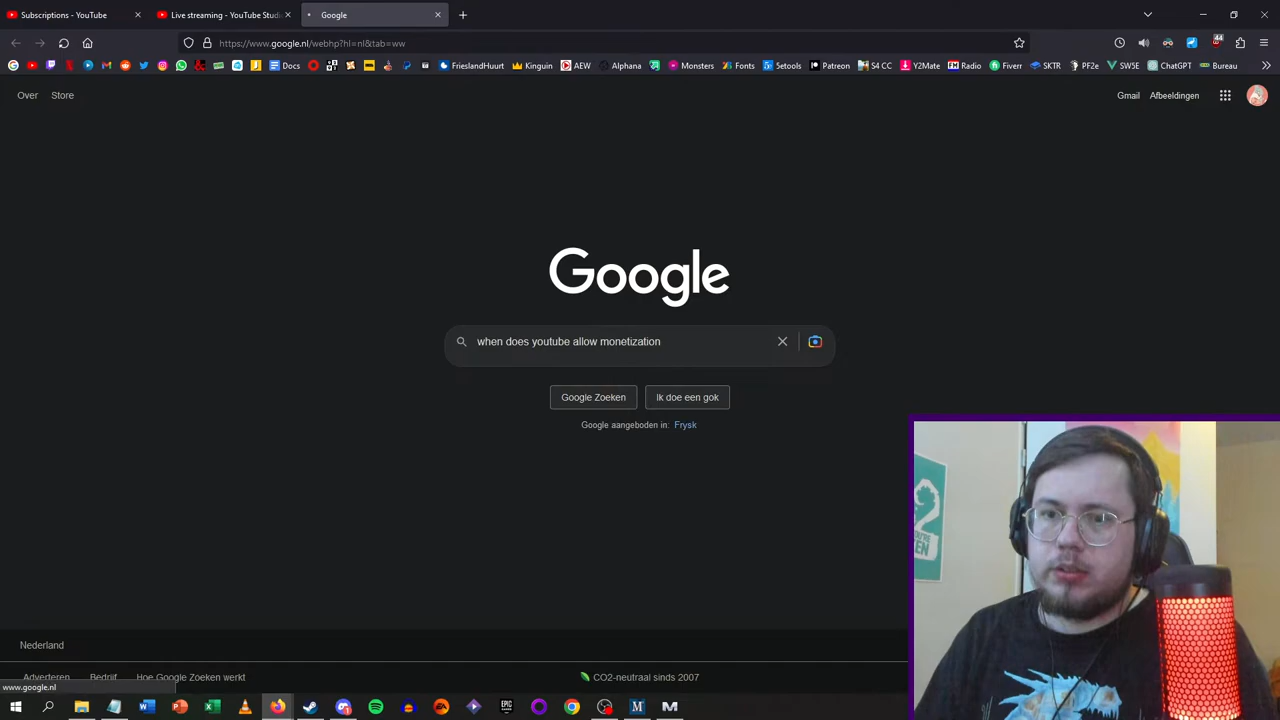 Subscriptions - YouTube
Live streaming - YouTube Studi
Google
https://www.google.nl/webhp?hl=nl&tab=ww
44
Docs
FrieslandHuurt
Kinguin
AEW
Alphana
Monsters
Fonts
5etools
Patreon
S4 CC
Y2Mate
Radio
Fiverr
SKTR
PF2e
SW5E
ChatGPT
Bureau
Over
Store
Gmail
Afbeeldingen
Google
when does youtube allow monetization
Google Zoeken
Ik doe een gok
Google aangeboden in: Frysk
Nederland
Adverteren
Bedrijf
Hoe Google Zoeken werkt
CO2-neutraal sinds 2007
www.google.nl